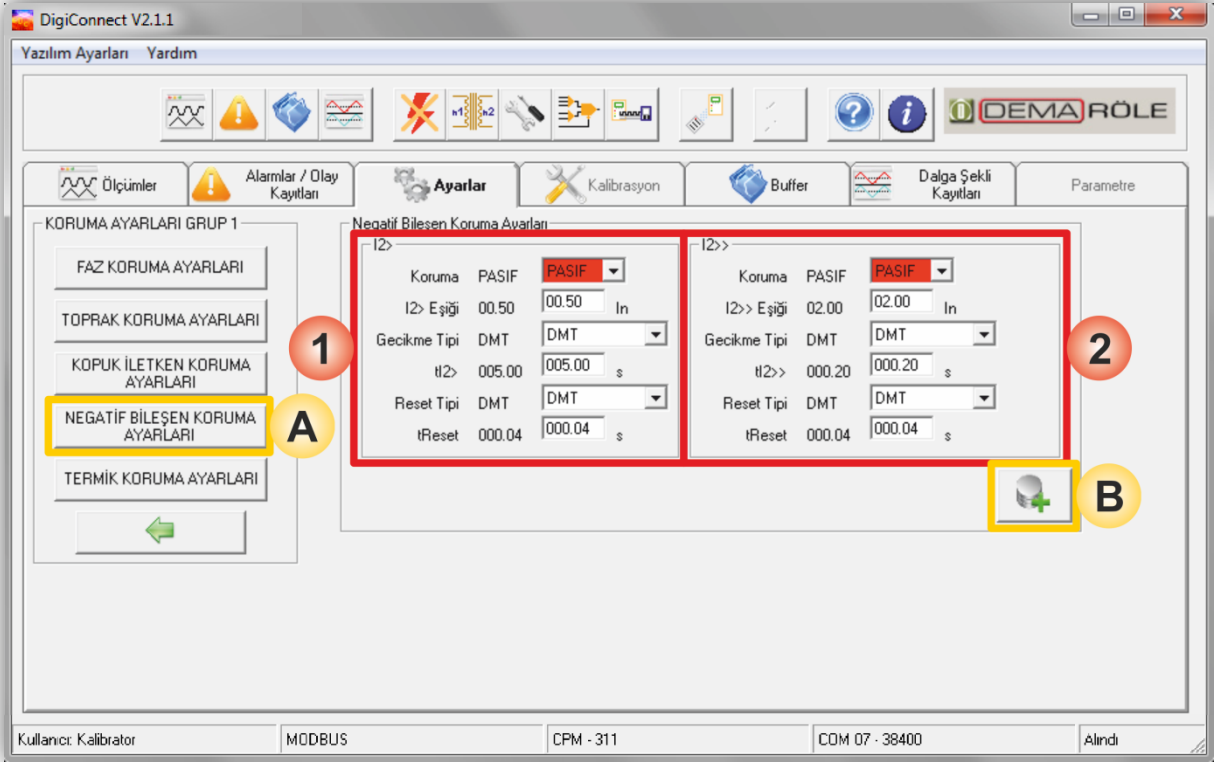 DigiConnect V2.1.1
Yazılım Ayarları Yardım
n1 n2
DEMA RÖLE
Ölçümler
Alarmlar / Olay
Kayıtları
Ayarlar
Kalibrasyon
Buffer
Dalga Şekli
Kayıtları
Parametre
KORUMA AYARLARI GRUP 1
FAZ KORUMA AYARLARI
TOPRAK KORUMA AYARLARI
KOPUK İLETKEN KORUMA
AYARLARI
NEGATİF BİLEŞEN KORUMA
AYARLARI
A
TERMİK KORUMA AYARLARI
Negatif Bileşen Koruma Ayarları
1
I2>
Koruma PASIF PASIF
I2> Eşiği 00.50 00.50 In
Gecikme Tipi DMT DMT
tI2> 005.00 005.00 s
Reset Tipi DMT DMT
tReset 000.04 000.04 s
I2>>
Koruma PASIF PASIF
I2>> Eşiği 02.00 02.00 In
Gecikme Tipi DMT DMT
tI2>> 000.20 000.20 s
Reset Tipi DMT DMT
tReset 000.04 000.04 s
2
B
Kullanıcı: Kalibrator MODBUS CPM - 311 COM 07 - 38400 Alındı